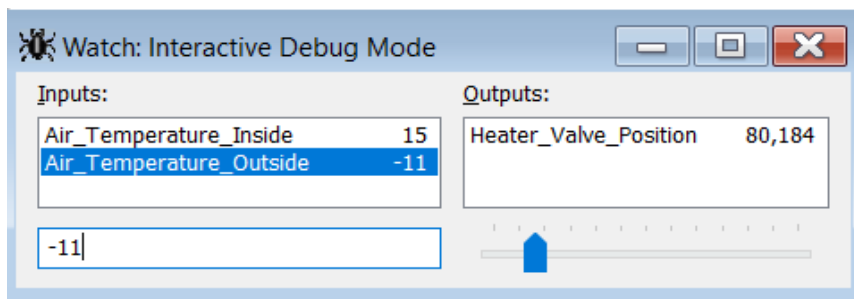 Watch: Interactive Debug Mode
Inputs:
Outputs:
Air_Temperature_Inside 15
Air_Temperature_Outside -11
Heater_Valve_Position 80,184
-11